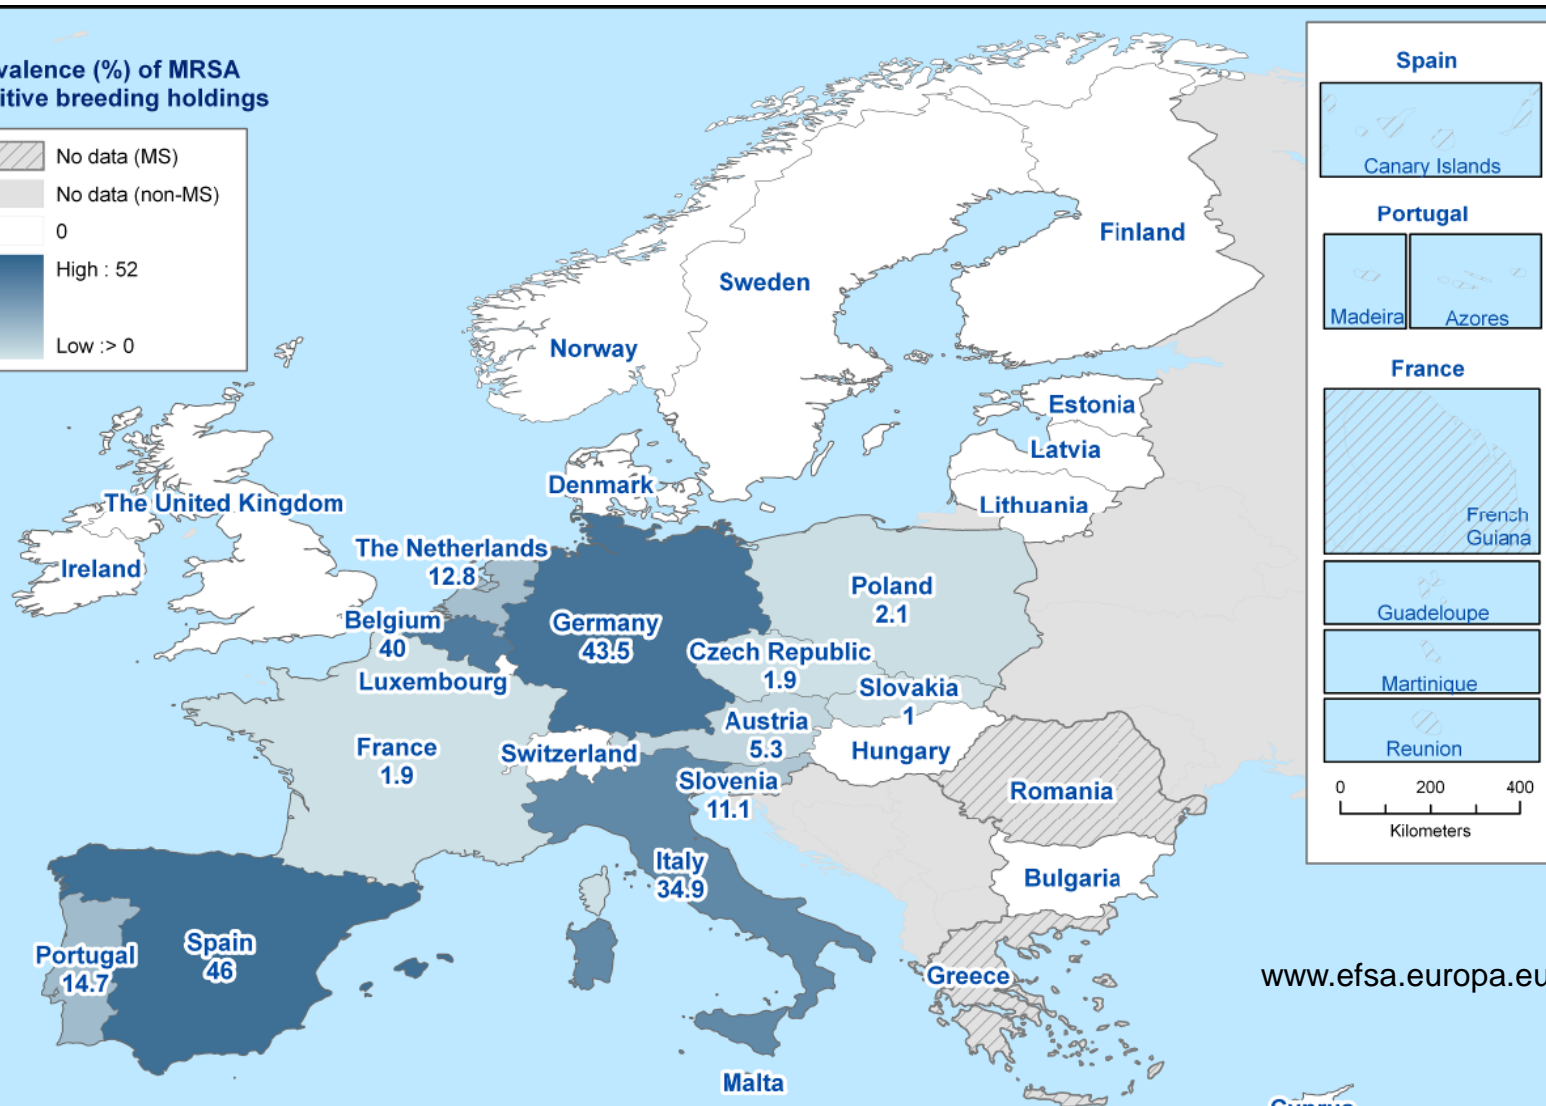 valence (%) of MRSA
itive breeding holdings
No data (MS)
No data (non-MS)
0
High : 52
Low :> 0
Finland
Sweden
Norway
Estonia
Latvia
Lithuania
Denmark
The United Kingdom
Ireland
The Netherlands
12.8
Belgium
40
Luxembourg
Germany
43.5
Poland
2.1
Czech Republic
1.9
Slovakia
1
Austria
5.3
Hungary
France
1.9
Switzerland
Slovenia
11.1
Romania
Italy
34.9
Bulgaria
Portugal
14.7
Spain
46
Greece
Malta
Cyprus
Spain
Canary Islands
Portugal
Madeira
Azores
France
French
Guiana
Guadeloupe
Martinique
Reunion
0 200 400
Kilometers
www.efsa.europa.eu